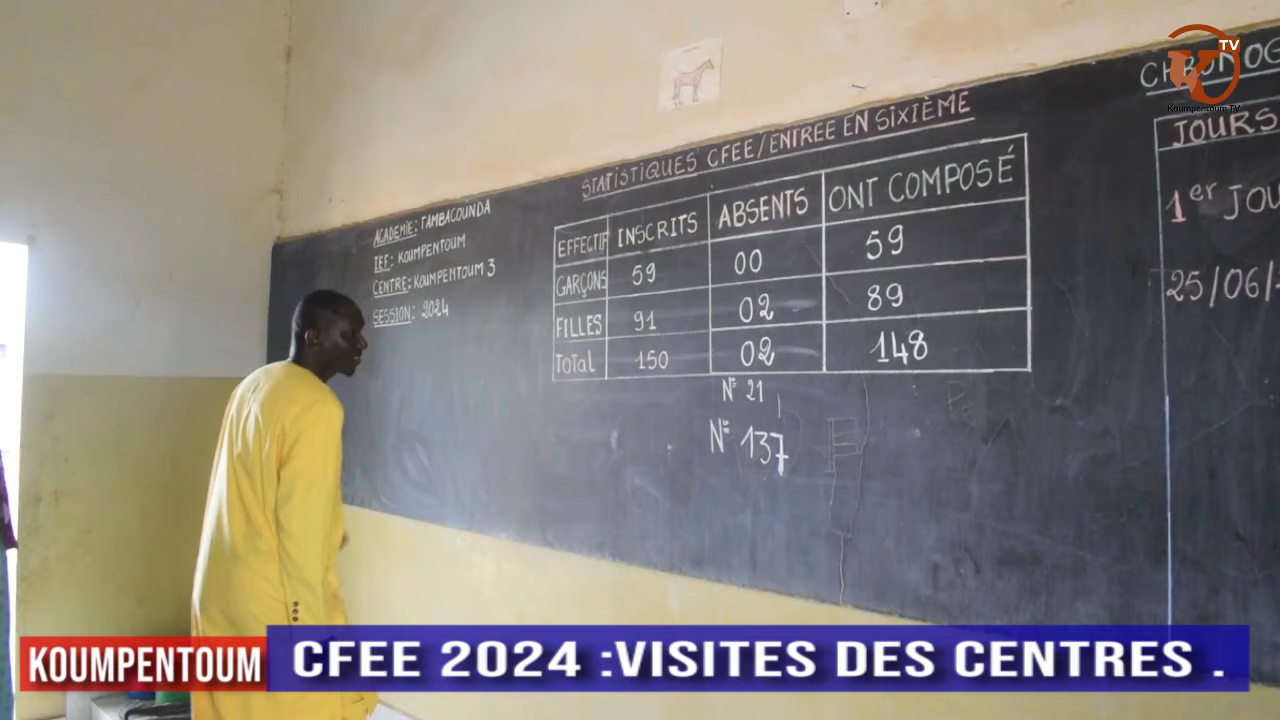 TV
Koumpentoum TV
STATISTIQUES CFEE/ENTREE EN SIXIÈME
ACADEMIE: TAMBACOUNDA
IEF: KOUMPENTOUM
CENTRE: KOUMPENTOUM 3
SESSION: 2024
EFFECTIF INSCRITS ABSENTS ONT COMPOSÉ
GARÇONS 59 00 59
FILLES 91 02 89
TOTAL 150 02 148
N° 21
N° 137
JOURS
1er JOU
25/06/
KOUMPENTOUM CFEE 2024 :VISITES DES CENTRES .